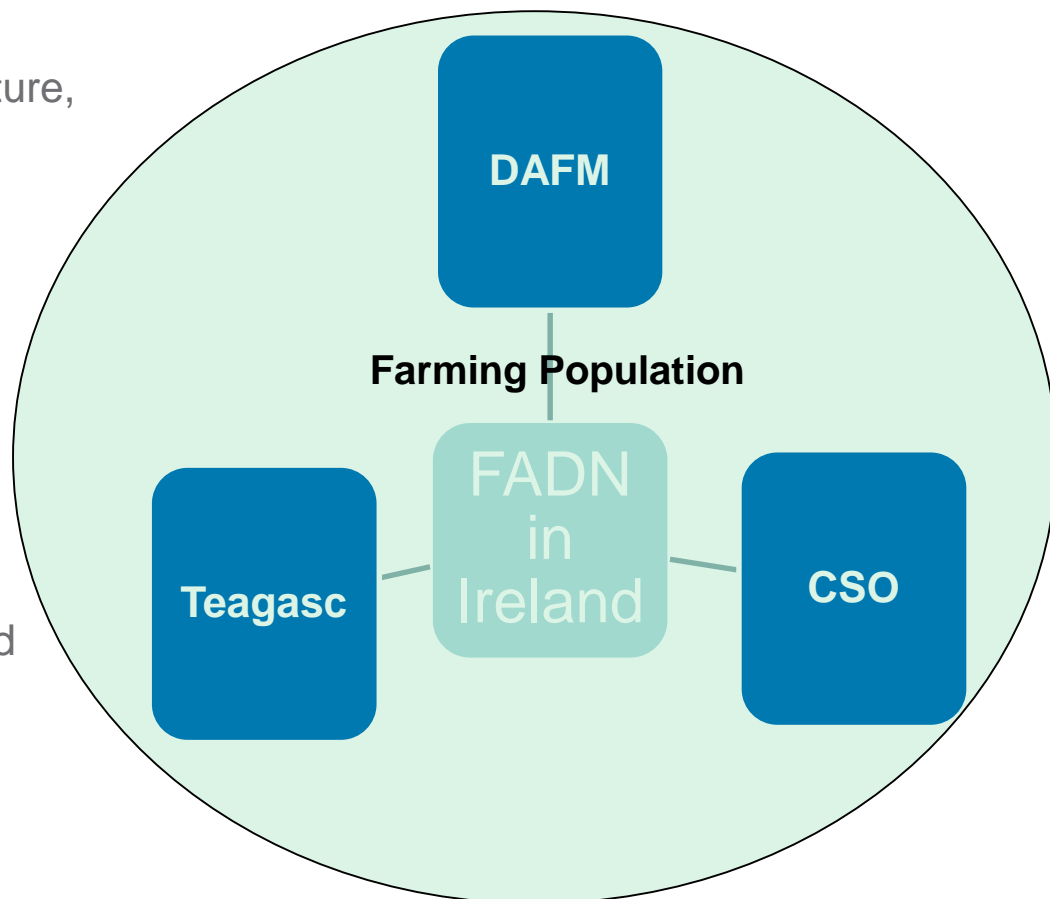 ture,
DAFM
Farming Population
FADN
in
Ireland
Teagasc
CSO
d